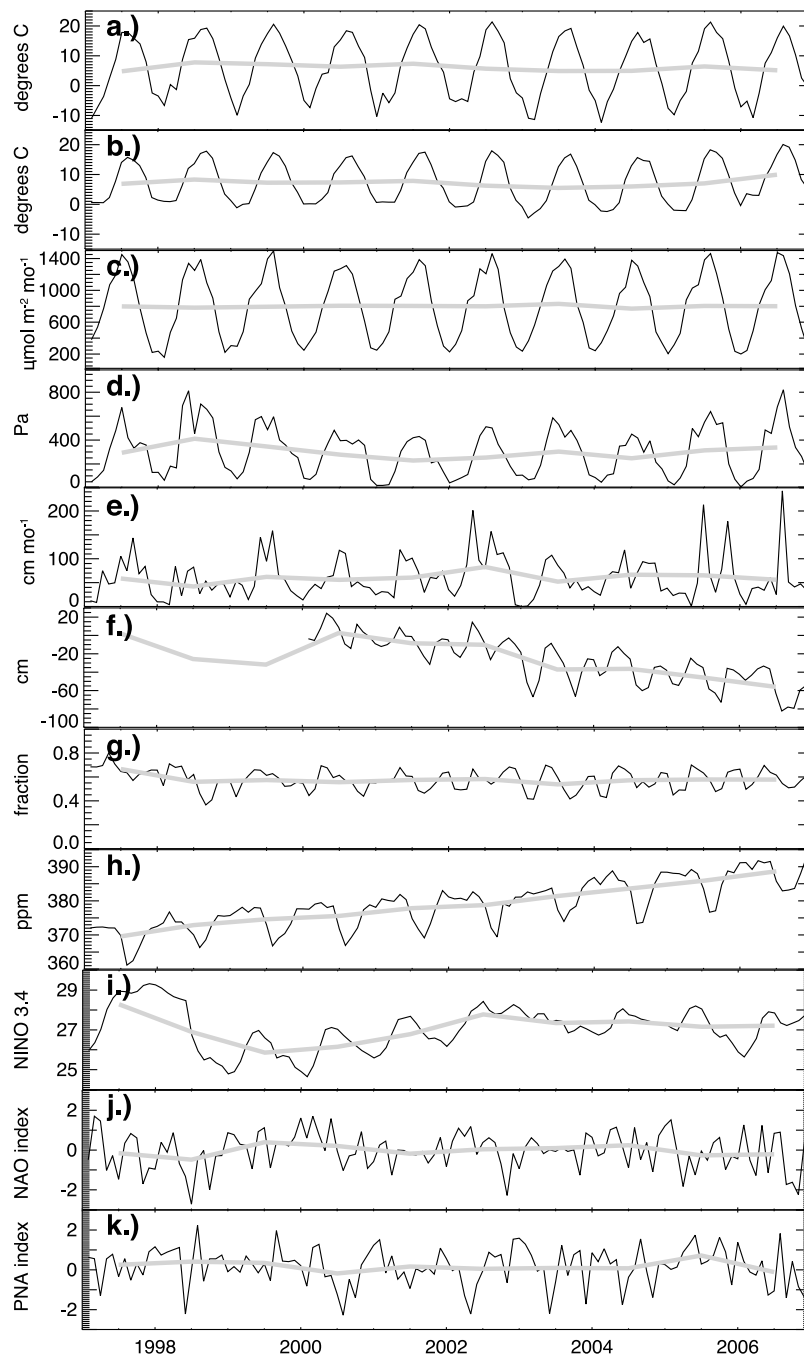 a.)
degrees C
20
10
0
-10
b.)
degrees C
20
10
0
-10
c.)
µmol m-2 mo-1
1400
1000
600
200
d.)
Pa
800
400
0
e.)
cm mo-1
200
100
0
f.)
cm
20
-20
-60
-100
g.)
fraction
0.8
0.4
0.0
h.)
ppm
390
380
370
360
i.)
NINO 3.4
29
27
25
j.)
NAO index
2
0
-2
k.)
PNA index
2
0
-2
1998 2000 2002 2004 2006